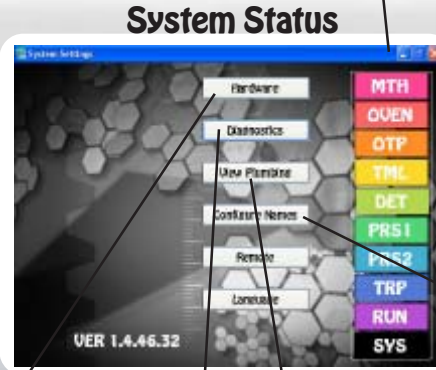 System Status
System Settings
Hardware
Diagnostics
View Plumbing
Configure Names
Remote
Language
MTH
OVEN
OTP
TML
DET
PRS1
PRS2
TRP
RUN
SYS
VER 1.4.46.32